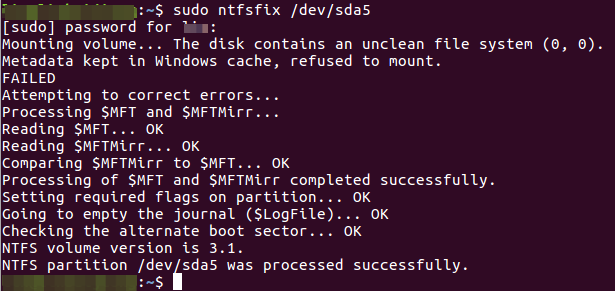 :~$ sudo ntfsfix /dev/sda5
[sudo] password for :
Mounting volume... The disk contains an unclean file system (0, 0).
Metadata kept in Windows cache, refused to mount.
FAILED
Attempting to correct errors...
Processing $MFT and $MFTMirr...
Reading $MFT... OK
Reading $MFTMirr... OK
Comparing $MFTMirr to $MFT... OK
Processing of $MFT and $MFTMirr completed successfully.
Setting required flags on partition... OK
Going to empty the journal ($LogFile)... OK
Checking the alternate boot sector... OK
NTFS volume version is 3.1.
NTFS partition /dev/sda5 was processed successfully.
:~$